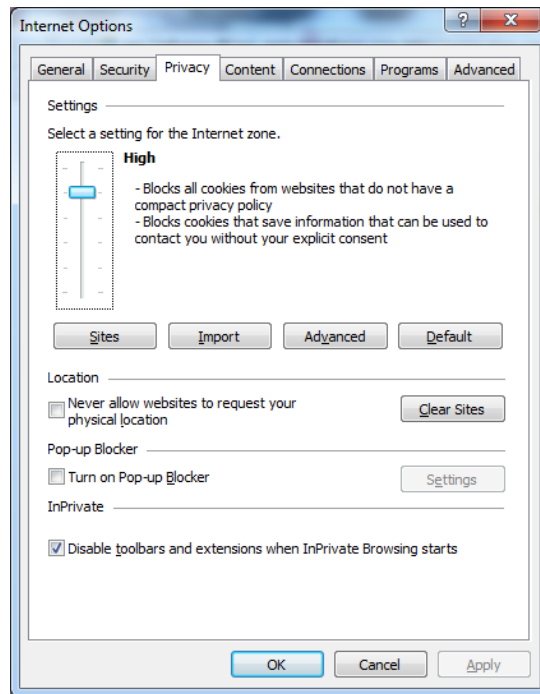 Internet Options
?
X
General Security Privacy Content Connections Programs Advanced
Settings
Select a setting for the Internet zone.
High
- Blocks all cookies from websites that do not have a
compact privacy policy
- Blocks cookies that save information that can be used to
contact you without your explicit consent
Sites Import Advanced Default
Location
Never allow websites to request your
physical location
Clear Sites
Pop-up Blocker
Turn on Pop-up Blocker
Settings
InPrivate
Disable toolbars and extensions when InPrivate Browsing starts
OK Cancel Apply